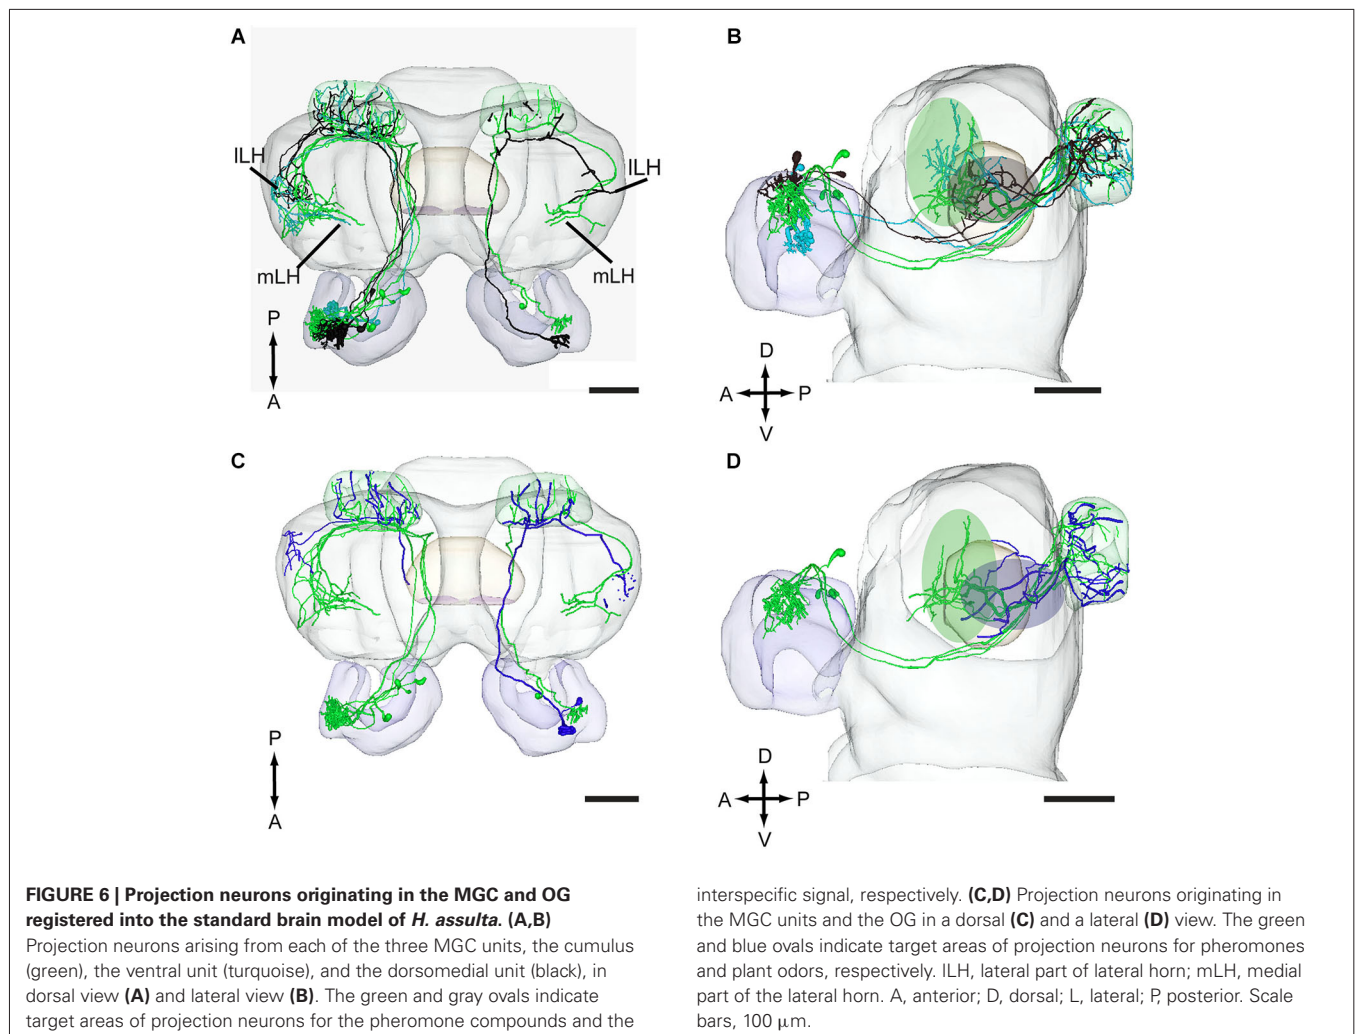 A
B
lLH
lLH
mLH
mLH
P
A
D
A
P
V
C
D
P
A
D
A
P
V
FIGURE 6 | Projection neurons originating in the MGC and OG
registered into the standard brain model of H. assulta. (A,B)
Projection neurons arising from each of the three MGC units, the cumulus
(green), the ventral unit (turquoise), and the dorsomedial unit (black), in
dorsal view (A) and lateral view (B). The green and gray ovals indicate
target areas of projection neurons for the pheromone compounds and the
interspecific signal, respectively. (C,D) Projection neurons originating in
the MGC units and the OG in a dorsal (C) and a lateral (D) view. The green
and blue ovals indicate target areas of projection neurons for pheromones
and plant odors, respectively. lLH, lateral part of lateral horn; mLH, medial
part of the lateral horn. A, anterior; D, dorsal; L, lateral; P, posterior. Scale
bars, 100 μm.